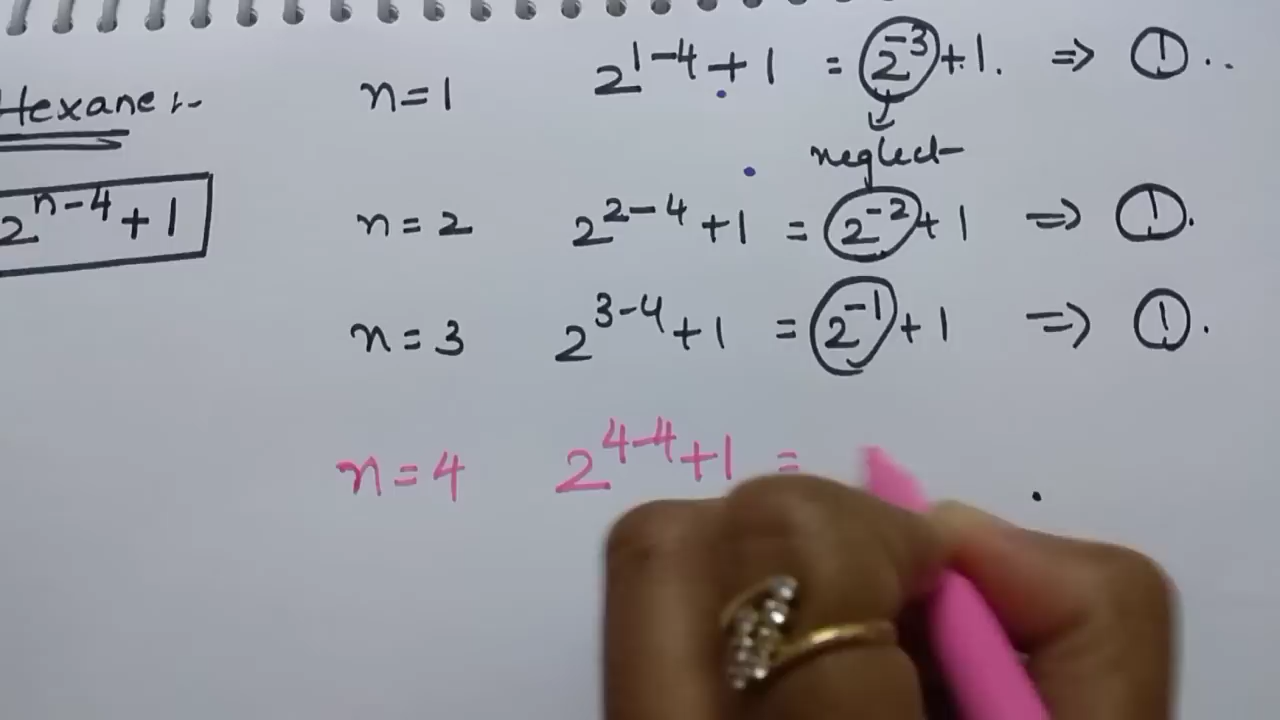 Hexane :-
2^{n-4} + 1
n=1 2^{1-4} + 1 = 2^{-3} + 1. ⇒ 1 ..
neglect
n=2 2^{2-4} + 1 = 2^{-2} + 1 ⇒ 1.
n=3 2^{3-4} + 1 = 2^{-1} + 1 ⇒ 1.
n=4 2^{4-4} + 1 =